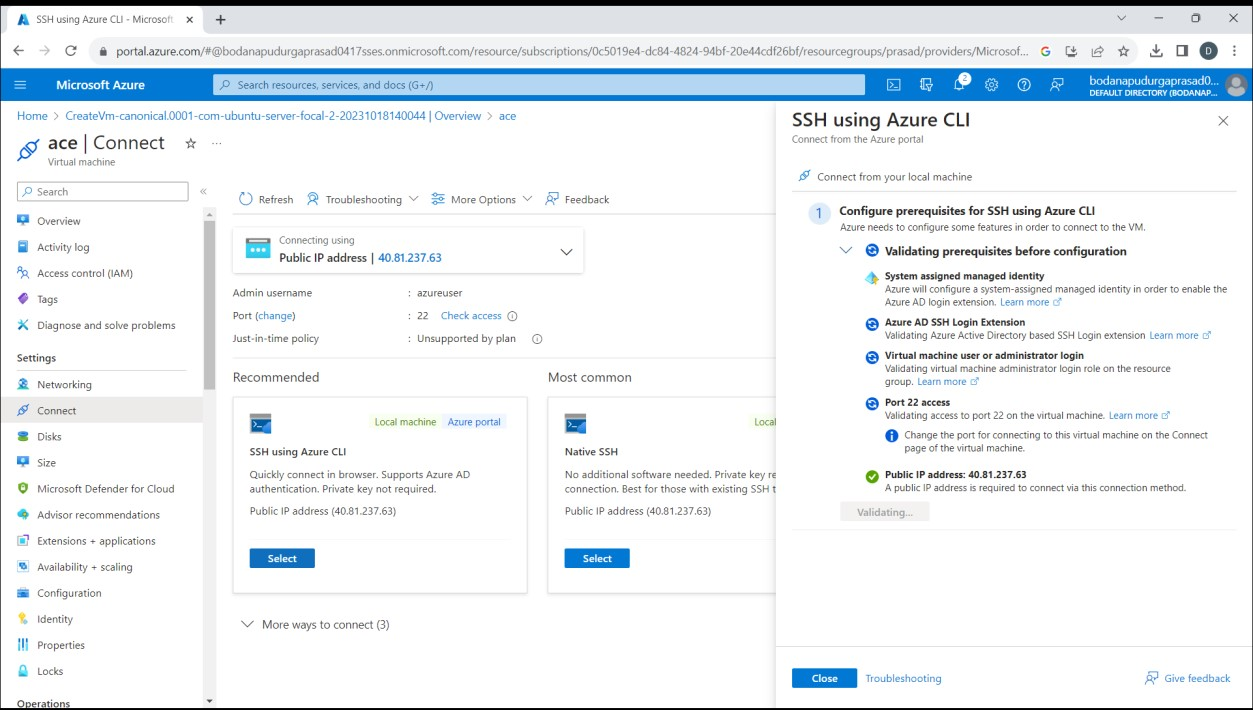 SSH using Azure CLI - Microsoft
portal.azure.com/#@bodanapudurgaprasad0417sses.onmicrosoft.com/resource/subscriptions/0c5019e4-dc84-4824-94bf-20e44cdf26bf/resourcegroups/prasad/providers/Microsof...
D
Microsoft Azure
Search resources, services, and docs (G+/)
2
bodanapudurgaprasad0...
DEFAULT DIRECTORY (BODANAP...
Home > CreateVm-canonical.0001-com-ubuntu-server-focal-2-20231018140044 | Overview > ace
ace | Connect
Virtual machine
Search
Overview
Activity log
Access control (IAM)
Tags
Diagnose and solve problems
Settings
Networking
Connect
Disks
Size
Microsoft Defender for Cloud
Advisor recommendations
Extensions + applications
Availability + scaling
Configuration
Identity
Properties
Locks
Operations
Refresh
Troubleshooting
More Options
Feedback
Connecting using
Public IP address | 40.81.237.63
Admin username : azureuser
Port (change) : 22 Check access
Just-in-time policy : Unsupported by plan
Recommended
Local machine Azure portal
SSH using Azure CLI
Quickly connect in browser. Supports Azure AD
authentication. Private key not required.
Public IP address (40.81.237.63)
Select
Most common
Local
Native SSH
No additional software needed. Private key re
connection. Best for those with existing SSH t
Public IP address (40.81.237.63)
Select
More ways to connect (3)
SSH using Azure CLI
Connect from the Azure portal
Connect from your local machine
1 Configure prerequisites for SSH using Azure CLI
Azure needs to configure some features in order to connect to the VM.
Validating prerequisites before configuration
System assigned managed identity
Azure will configure a system-assigned managed identity in order to enable the
Azure AD login extension. Learn more
Azure AD SSH Login Extension
Validating Azure Active Directory based SSH Login extension Learn more
Virtual machine user or administrator login
Validating virtual machine administrator login role on the resource
group. Learn more
Port 22 access
Validating access to port 22 on the virtual machine. Learn more
Change the port for connecting to this virtual machine on the Connect
page of the virtual machine.
Public IP address: 40.81.237.63
A public IP address is required to connect via this connection method.
Validating...
Close
Troubleshooting
Give feedback